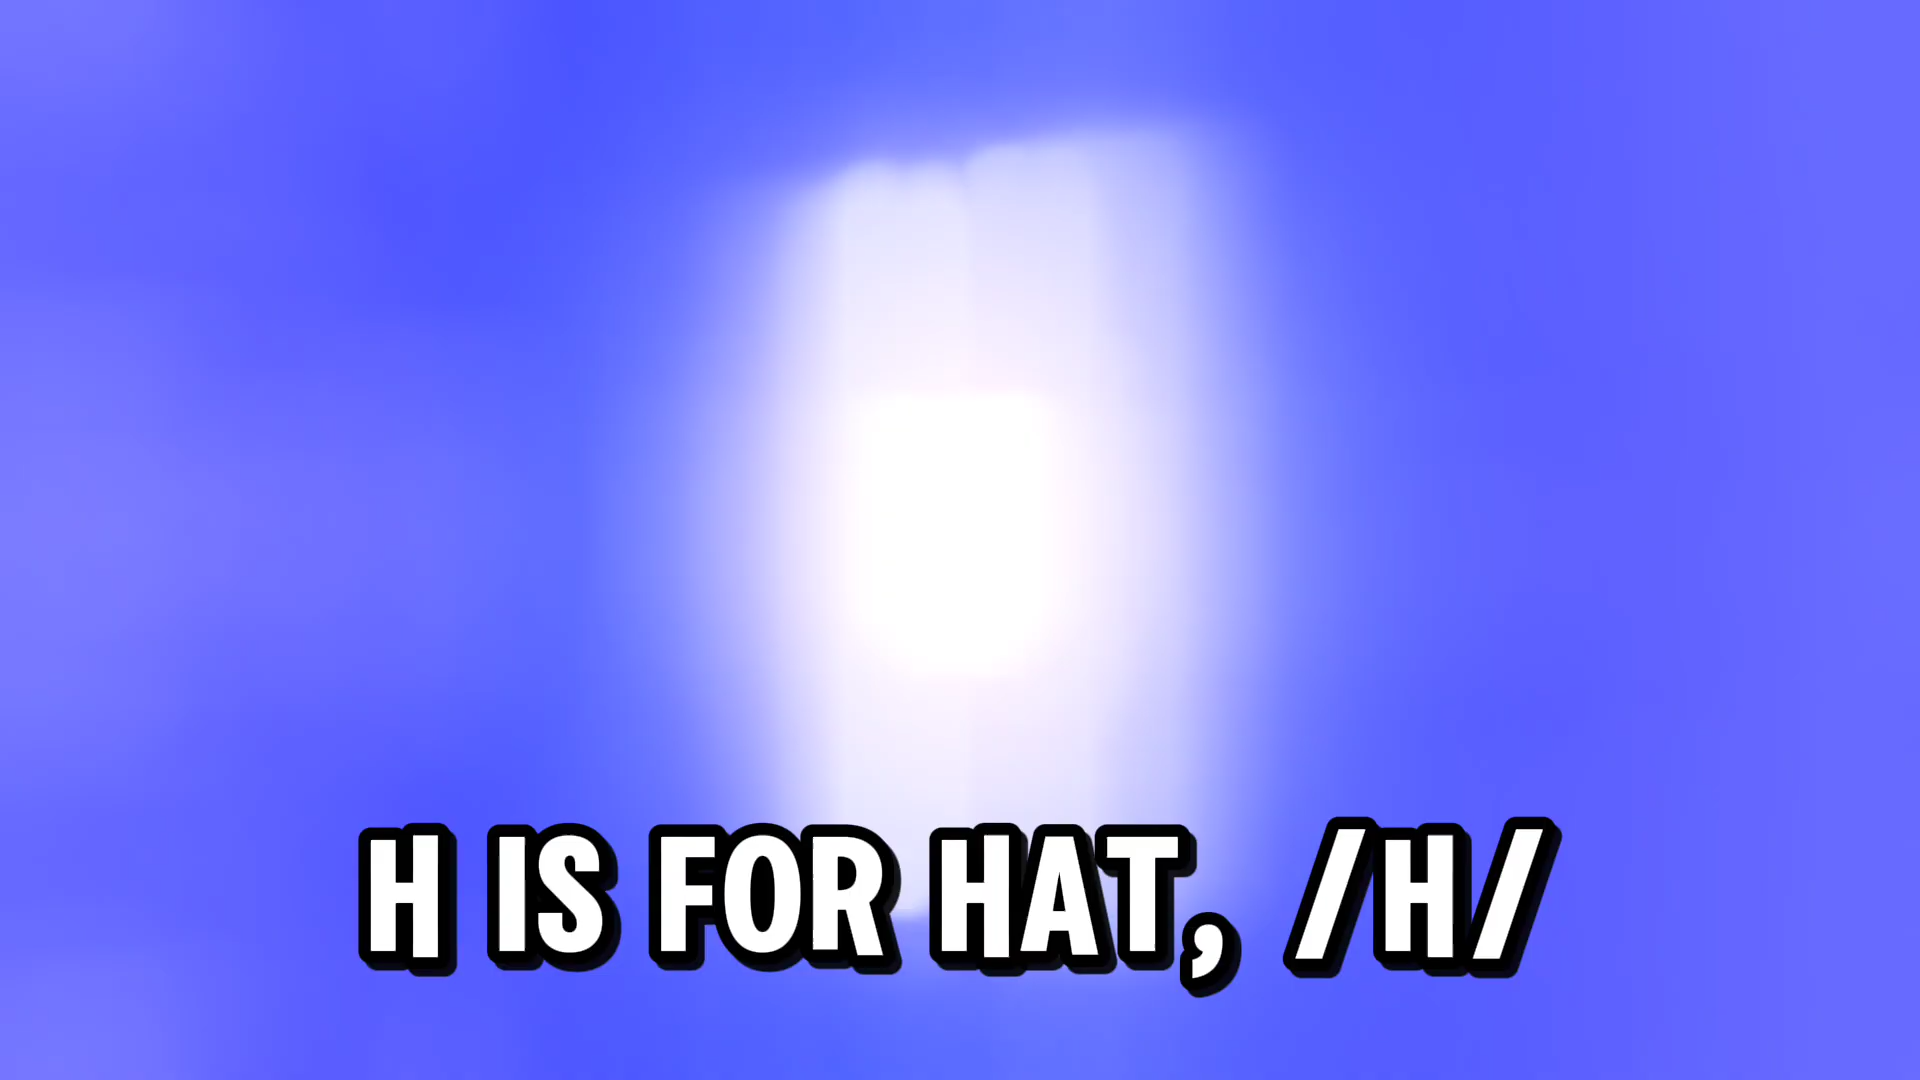 H IS FOR HAT, /H/